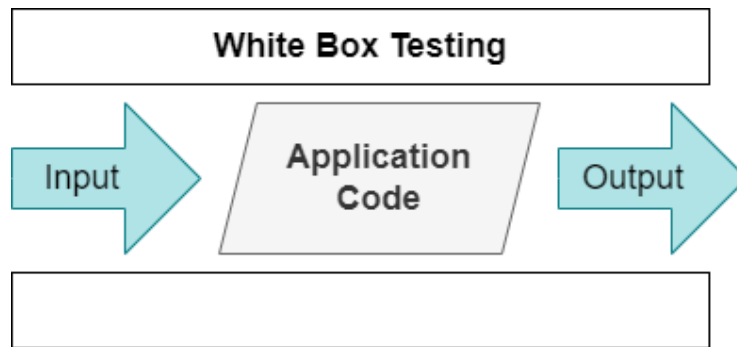 White Box Testing
Input
Application
Code
Output